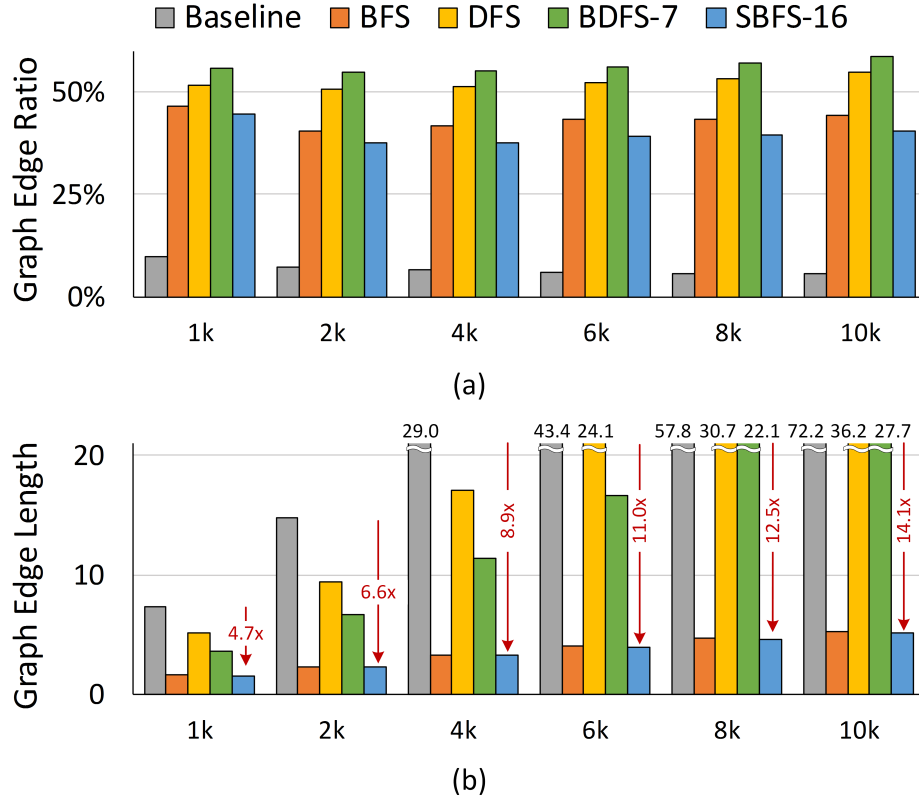 Baseline BFS DFS BDFS-7 SBFS-16
Graph Edge Ratio
50%
25%
0%
1k 2k 4k 6k 8k 10k
(a)
Graph Edge Length
29.0 43.4 24.1 57.8 30.7 22.1 72.2 36.2 27.7
20
10
0
4.7x
6.6x
8.9x
11.0x
12.5x
14.1x
1k 2k 4k 6k 8k 10k
(b)